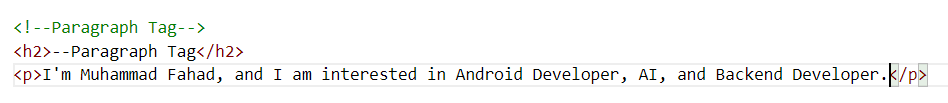 <!--Paragraph Tag-->
<h2>--Paragraph Tag</h2>
<p>I'm Muhammad Fahad, and I am interested in Android Developer, AI, and Backend Developer.</p>